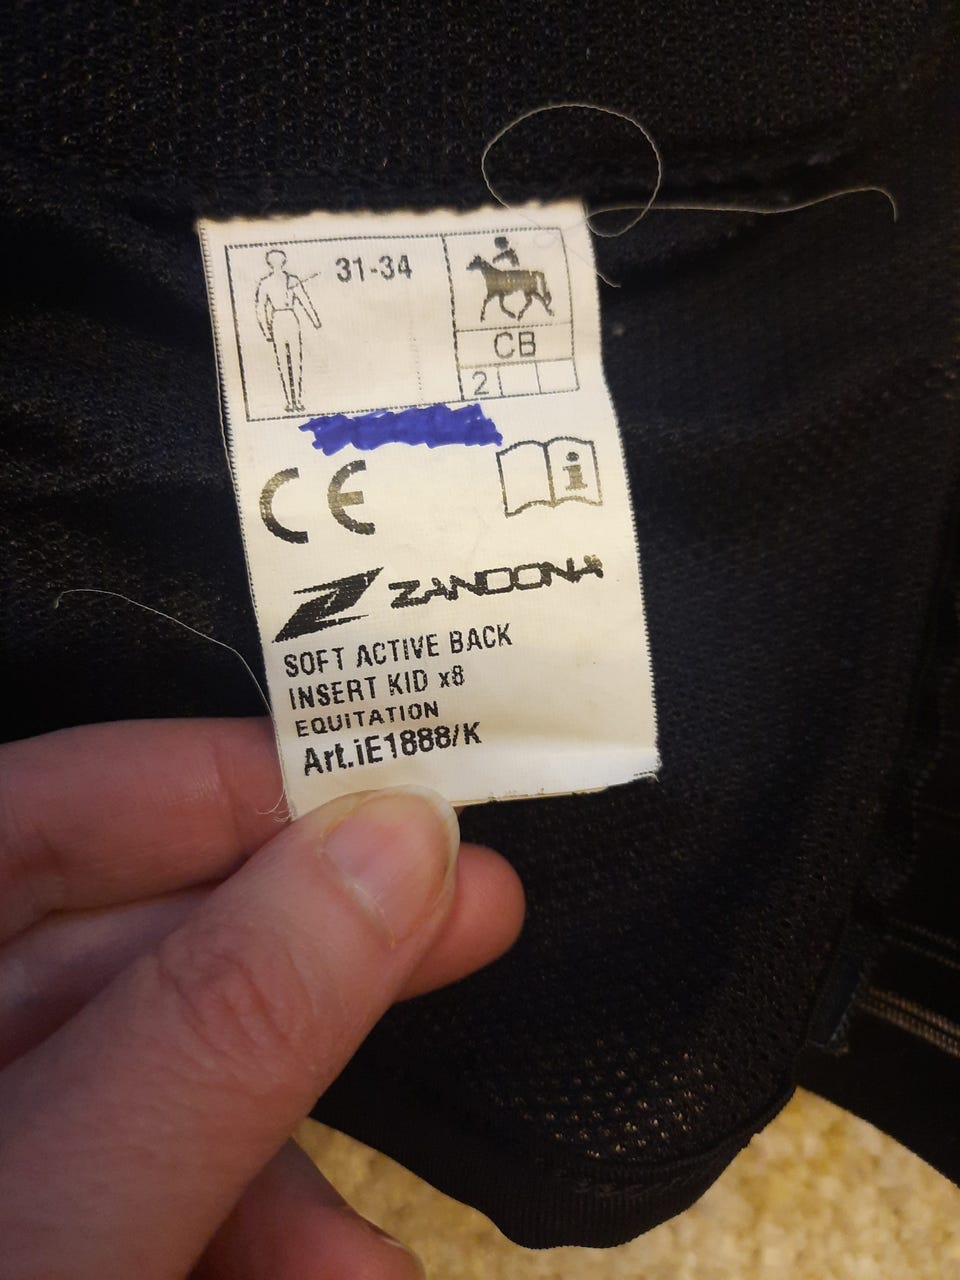 31-34
CB
2
CE
i
ZANDONA
SOFT ACTIVE BACK
INSERT KID x8
EQUITATION
Art.iE1888/K